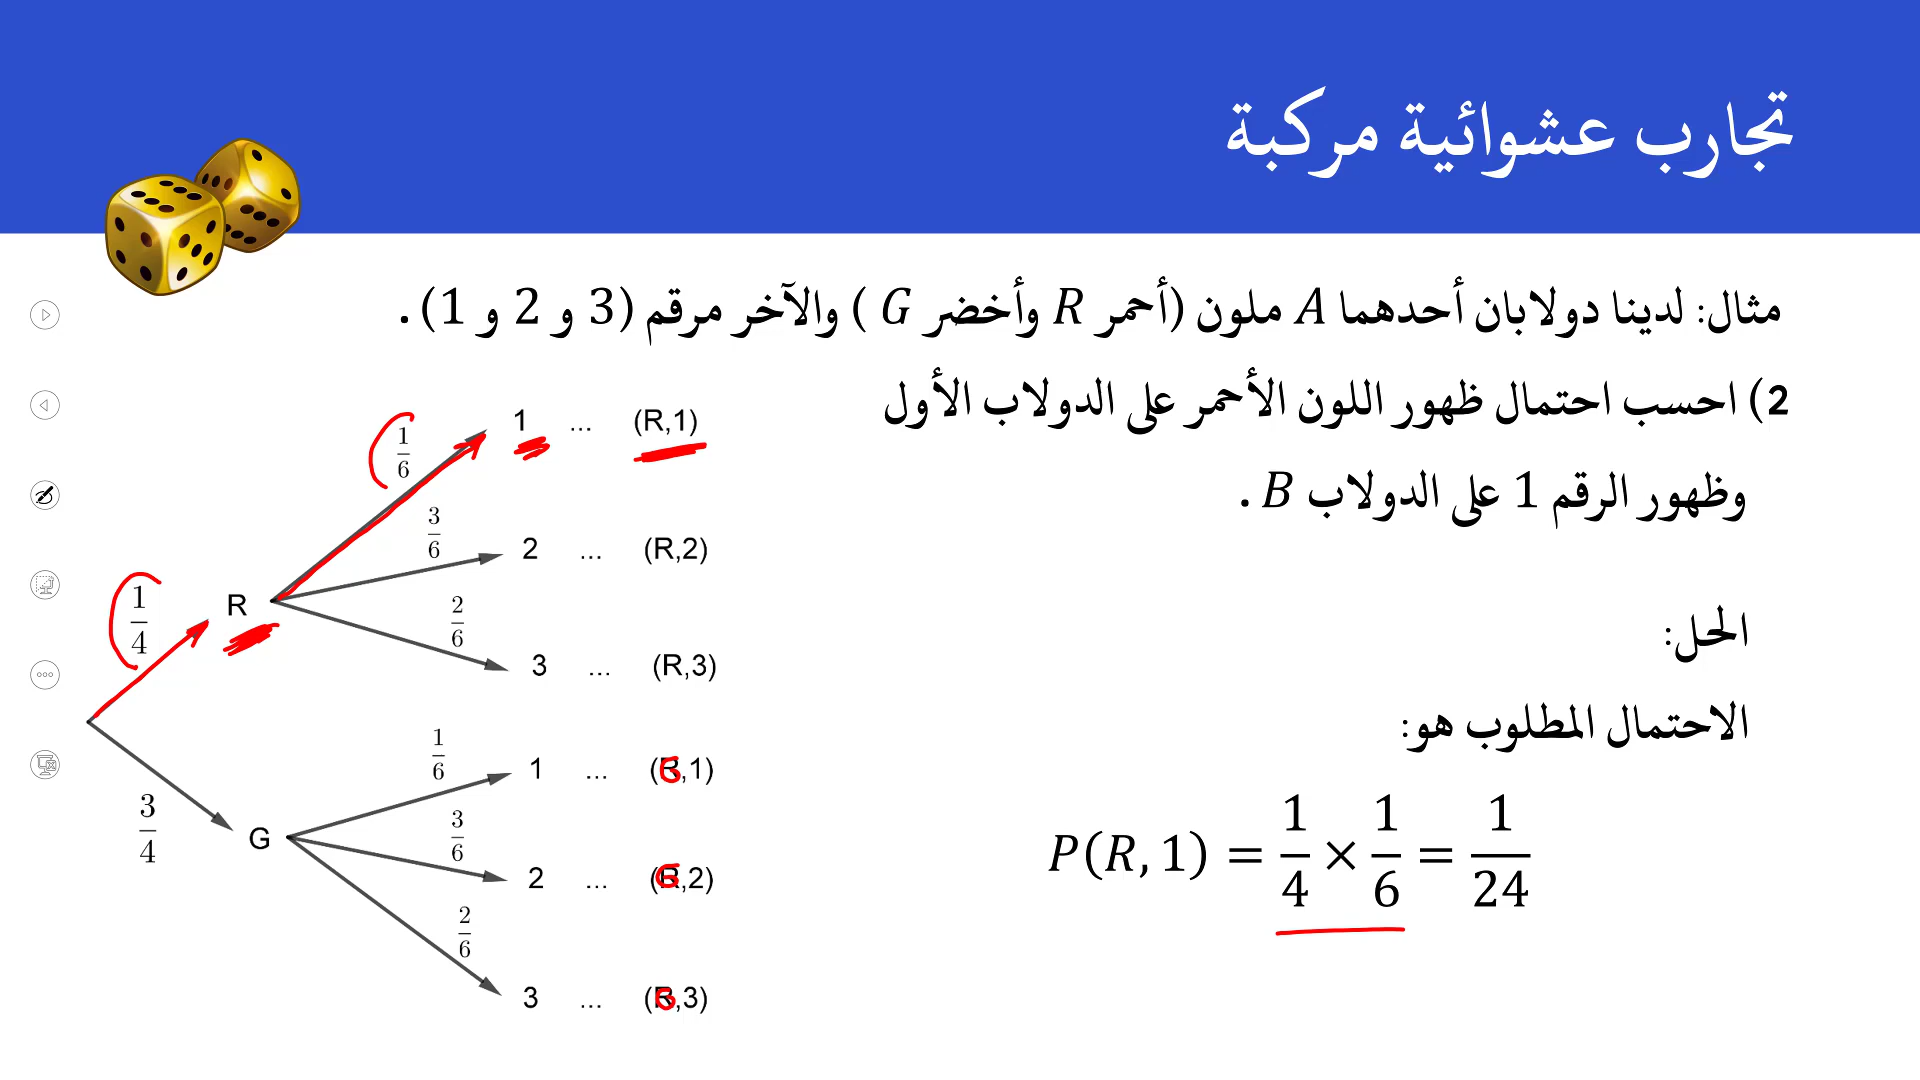 تجارب عشوائية مركبة
مثال: لدينا دولابان أحدهما A ملون (أحمر R وأخضر G ) والآخر مرقم (3 و 2 و 1) .
2) احسب احتمال ظهور اللون الأحمر على الدولاب الأول
وظهور الرقم 1 على الدولاب B .
الحل:
الاحتمال المطلوب هو:
P(R, 1) = 1/4 × 1/6 = 1/24
1/6 1 ... (R,1)
3/6 2 ... (R,2)
1/4 R
2/6 3 ... (R,3)
1/6 1 ... (G,1)
3/4 G
3/6 2 ... (G,2)
2/6 3 ... (G,3)